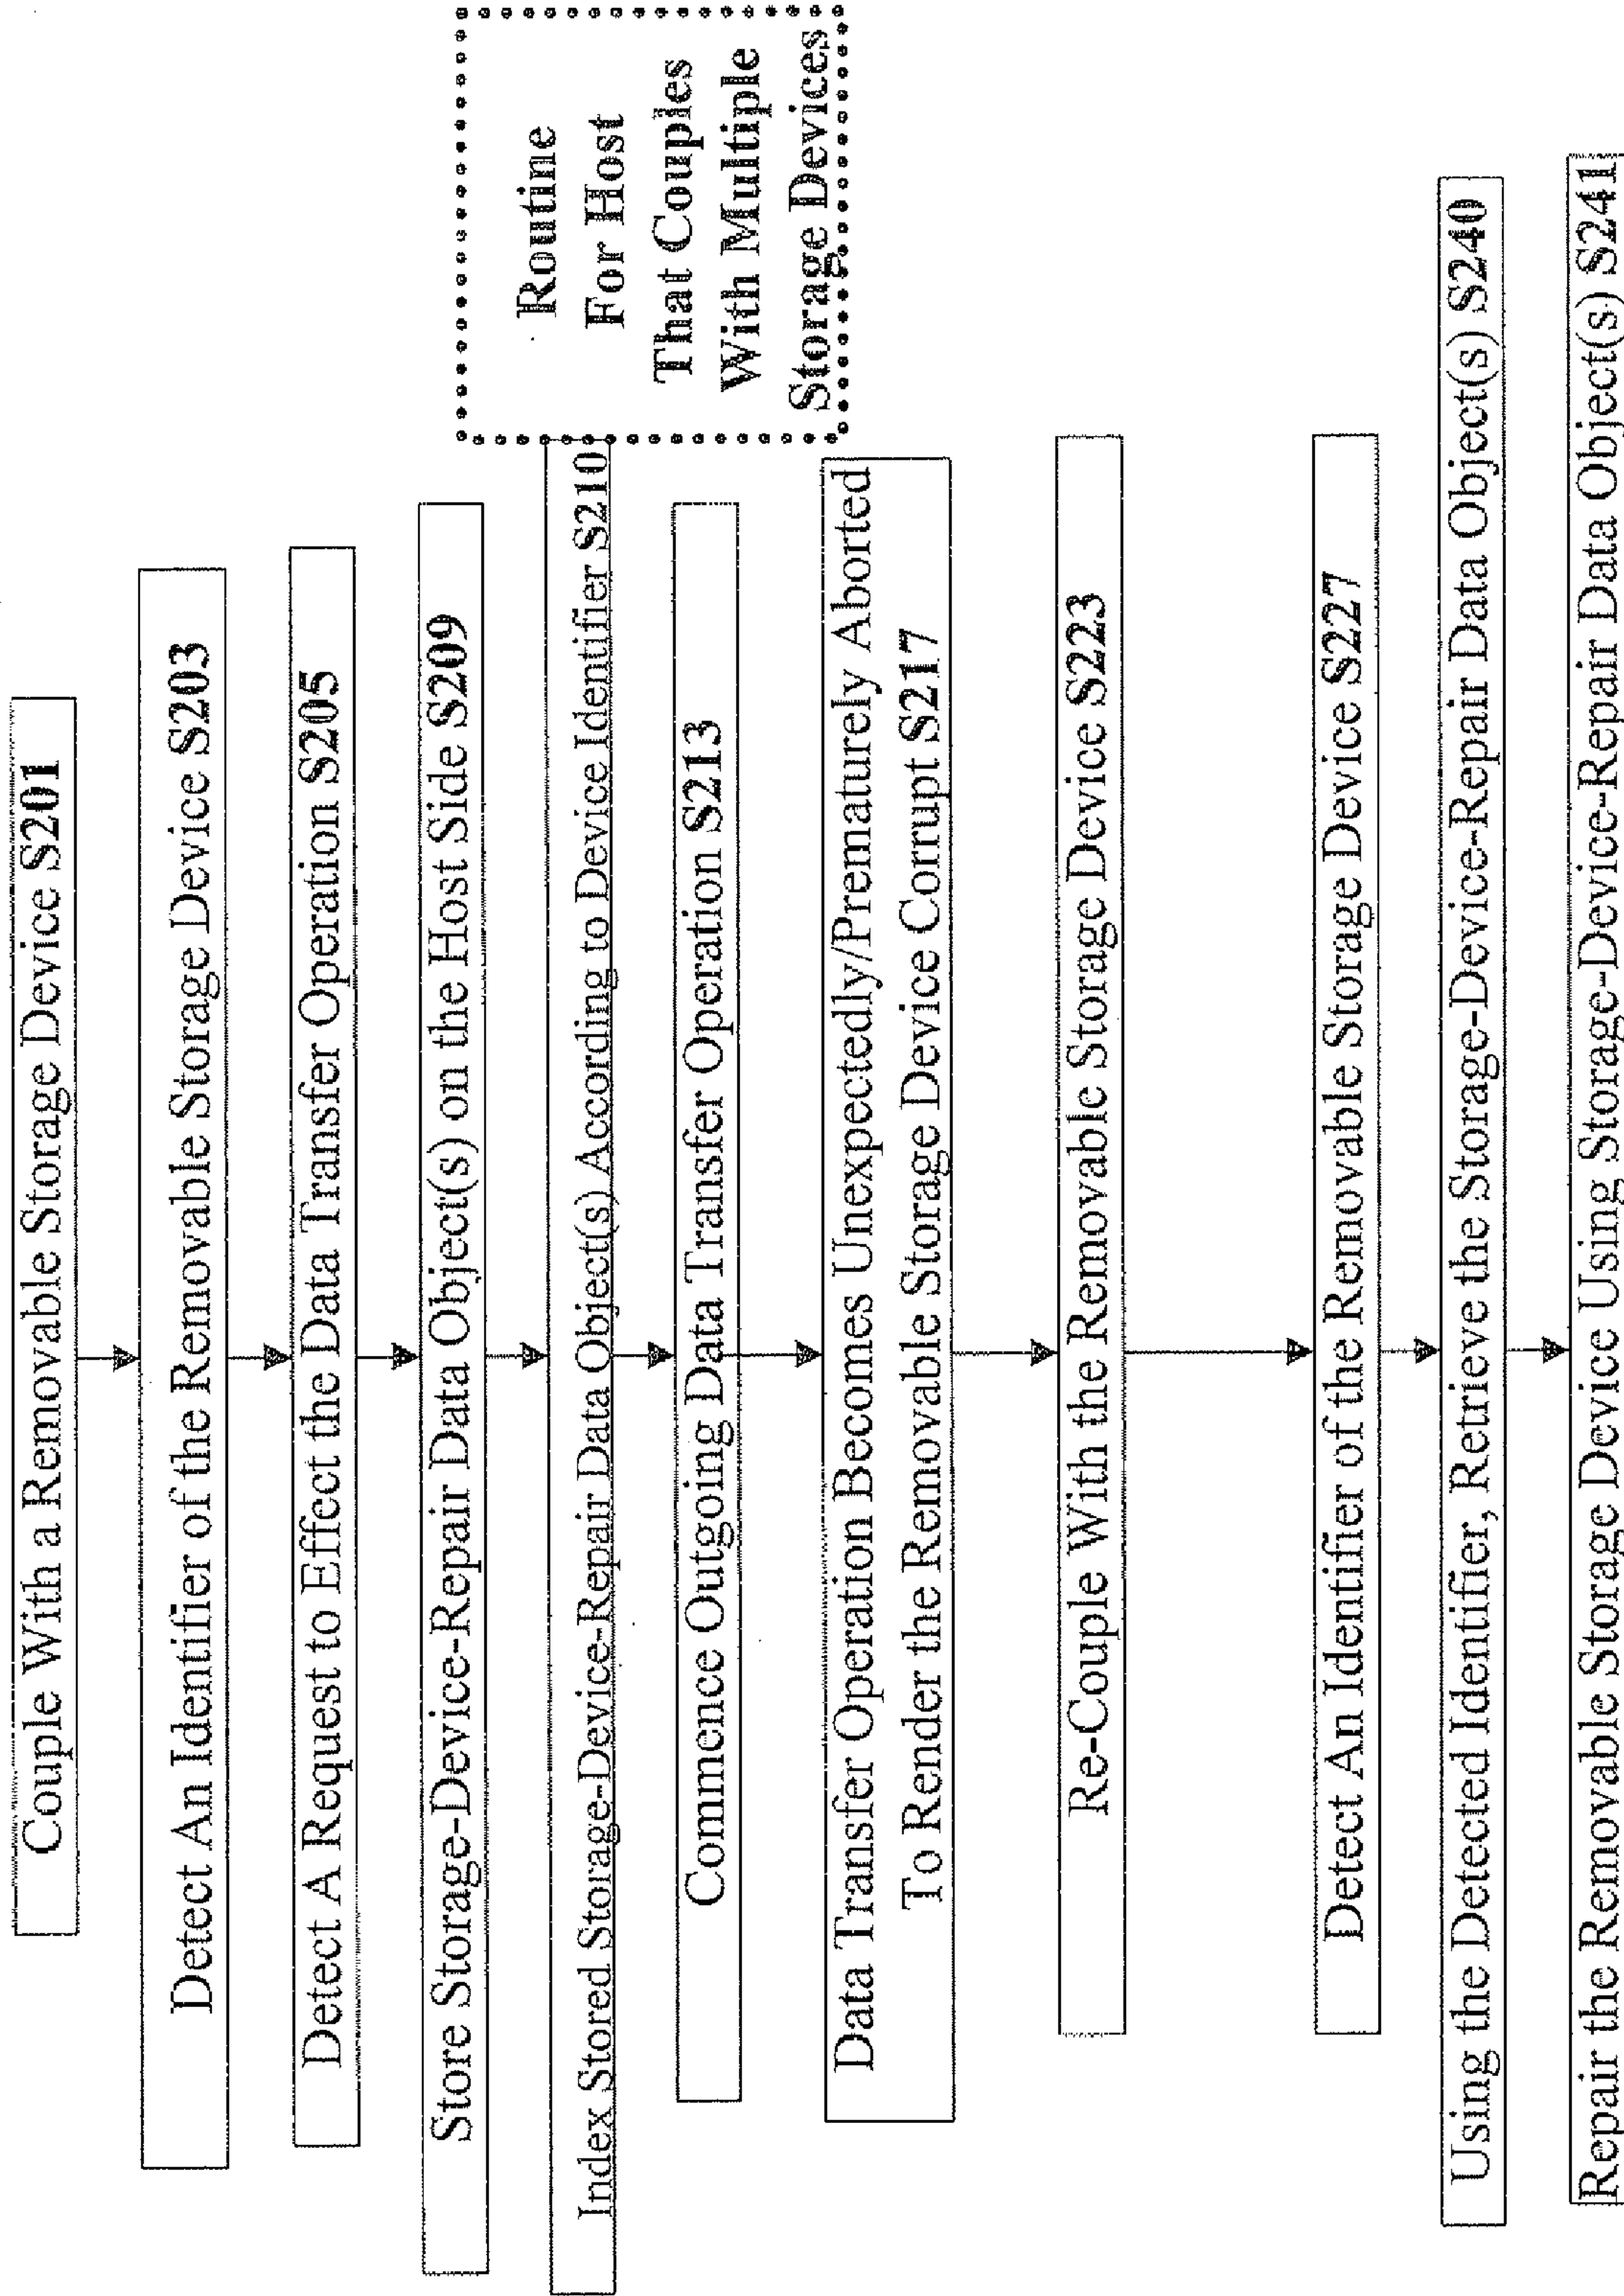 Couple With a Removable Storage Device S201
Detect An Identifier of the Removable Storage Device S203
Detect A Request to Effect the Data Transfer Operation S205
Store Storage-Device-Repair Data Object(s) on the Host Side S209
Index Stored Storage-Device-Repair Data Object(s) According to Device Identifier S210
Routine
For Host
That Couples
With Multiple
Storage Devices
Commence Outgoing Data Transfer Operation S213
Data Transfer Operation Becomes Unexpectedly/Prematurely Aborted
To Render the Removable Storage Device Corrupt S217
Re-Couple With the Removable Storage Device S223
Detect An Identifier of the Removable Storage Device S227
Using the Detected Identifier, Retrieve the Storage-Device-Repair Data Object(s) S240
Repair the Removable Storage Device Using Storage-Device-Repair Data Object(s) S241